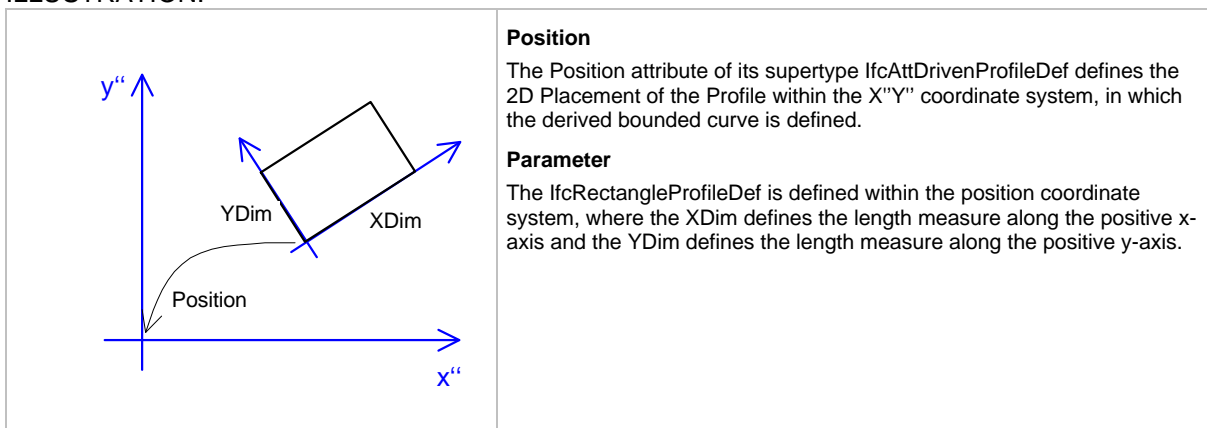 ILLUSTRATION:
y“
YDim
XDim
Position
x“
Position
The Position attribute of its supertype IfcAttDrivenProfileDef defines the
2D Placement of the Profile within the X"Y" coordinate system, in which
the derived bounded curve is defined.
Parameter
The IfcRectangleProfileDef is defined within the position coordinate
system, where the XDim defines the length measure along the positive x-
axis and the YDim defines the length measure along the positive y-axis.